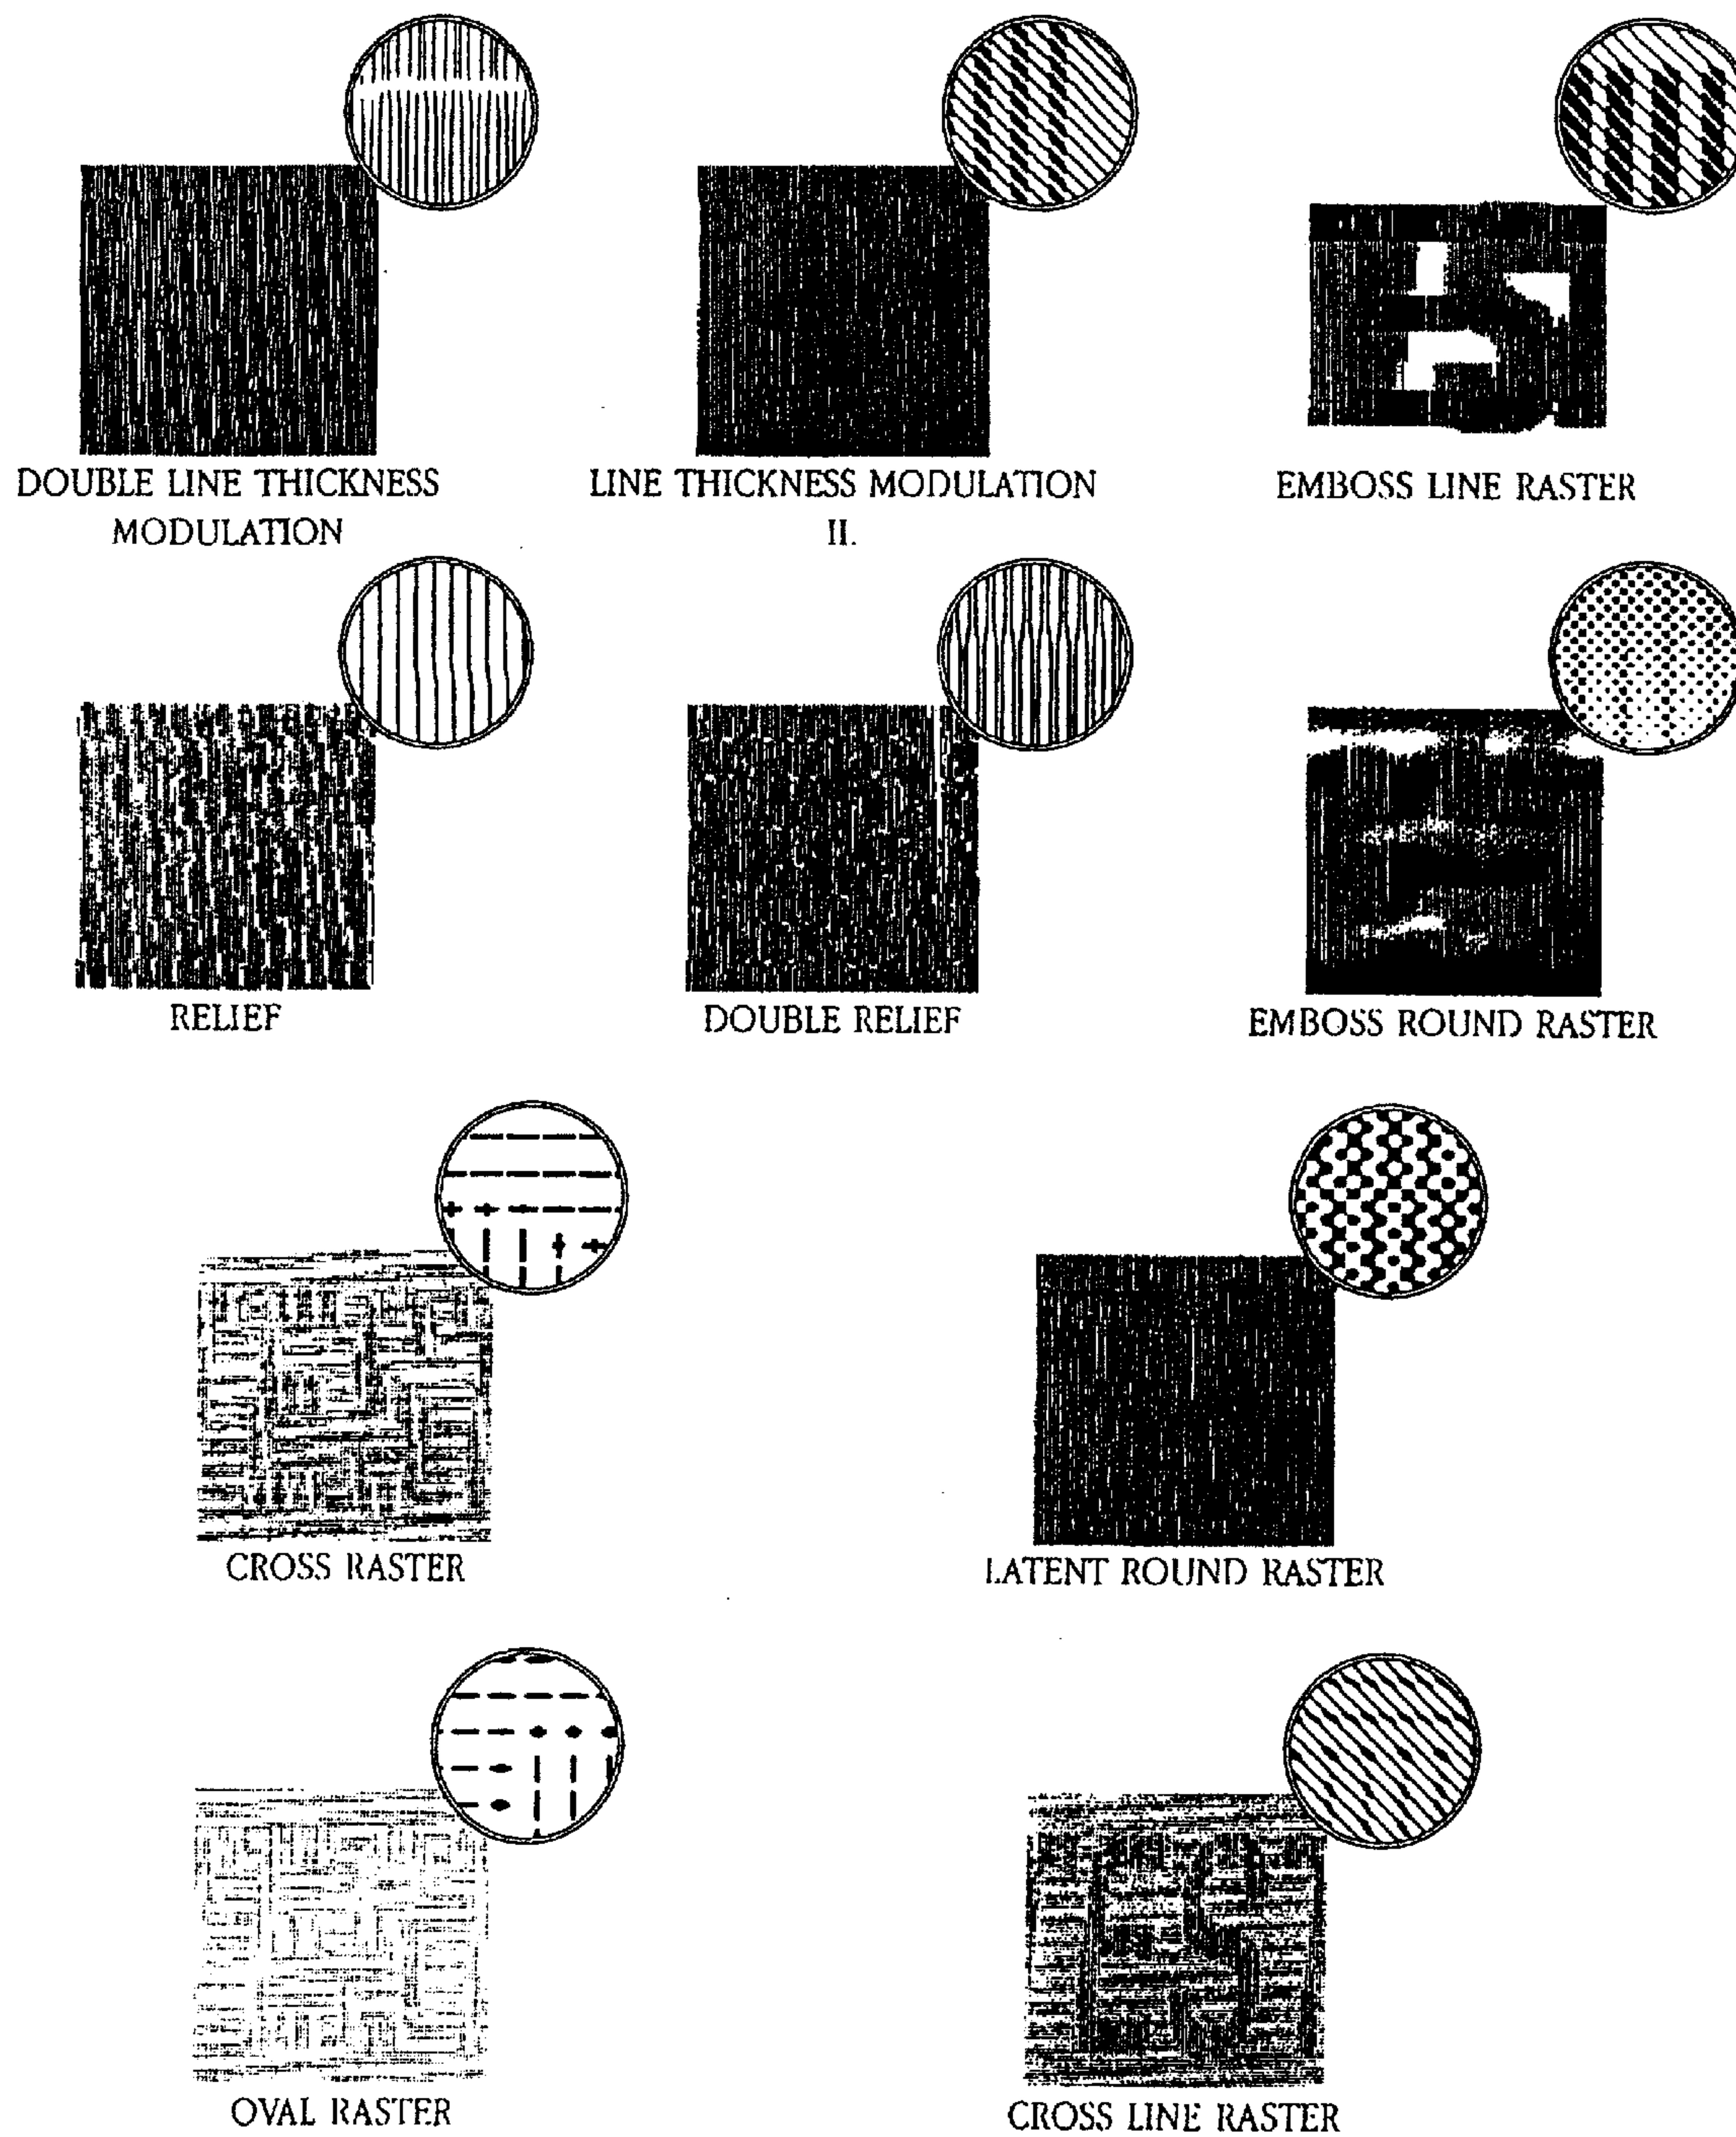 DOUBLE LINE THICKNESS
MODULATION
LINE THICKNESS MODULATION
II.
EMBOSS LINE RASTER
RELIEF
DOUBLE RELIEF
EMBOSS ROUND RASTER
CROSS RASTER
LATENT ROUND RASTER
OVAL RASTER
CROSS LINE RASTER